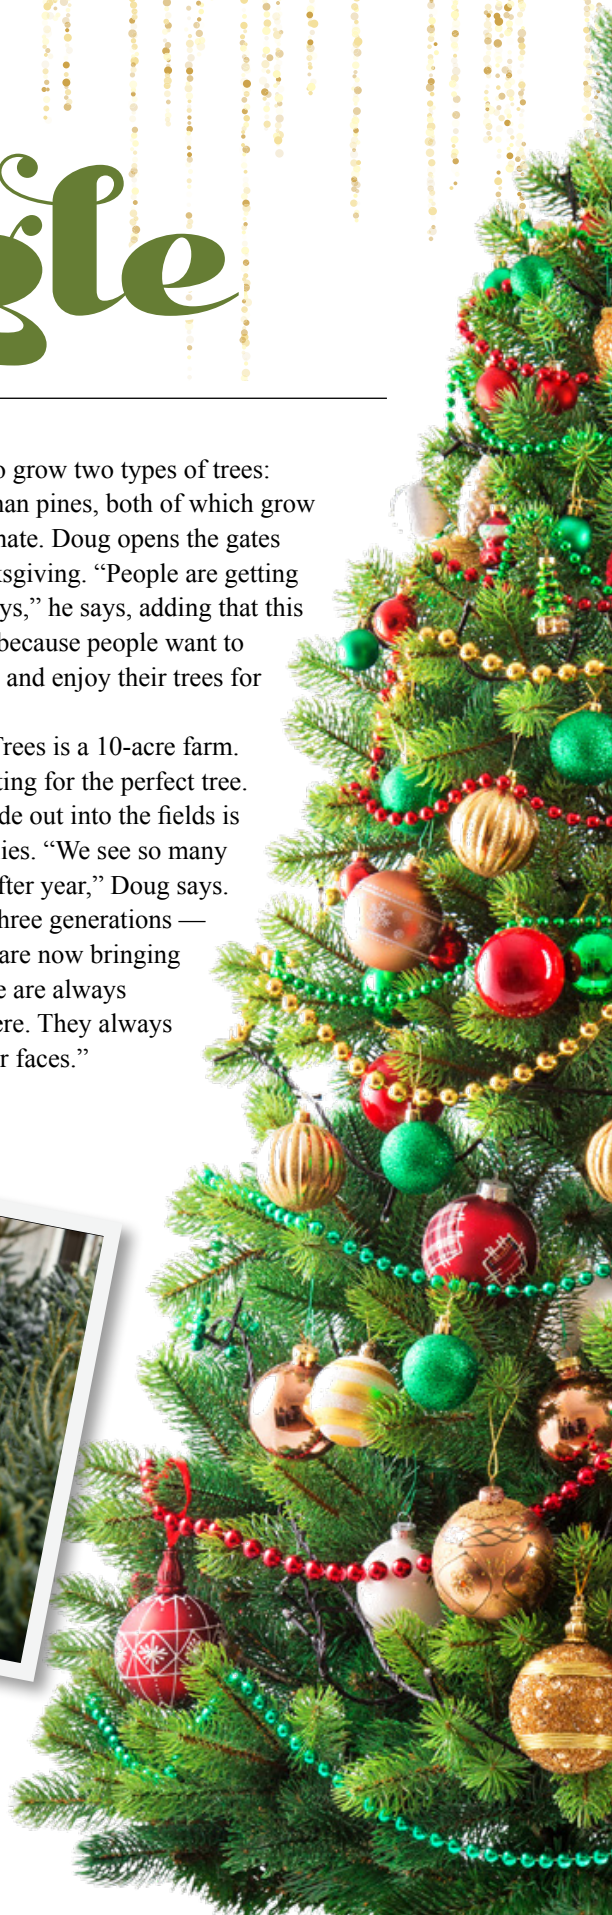 gle
o grow two types of trees:
nan pines, both of which grow
nate. Doug opens the gates
ksgiving. “People are getting
ys,” he says, adding that this
because people want to
and enjoy their trees for
Trees is a 10-acre farm.
ting for the perfect tree.
de out into the fields is
ies. “We see so many
fter year,” Doug says.
three generations —
are now bringing
e are always
ere. They always
r faces.”